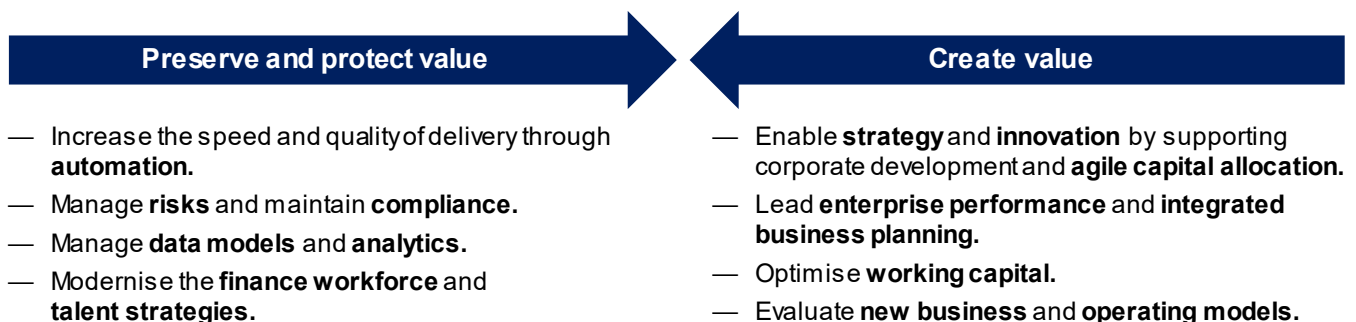 Preserve and protect value
— Increase the speed and quality of delivery through
automation.
— Manage risks and maintain compliance.
— Manage data models and analytics.
— Modernise the finance workforce and
talent strategies.
Create value
— Enable strategy and innovation by supporting
corporate development and agile capital allocation.
— Lead enterprise performance and integrated
business planning.
— Optimise working capital.
— Evaluate new business and operating models.